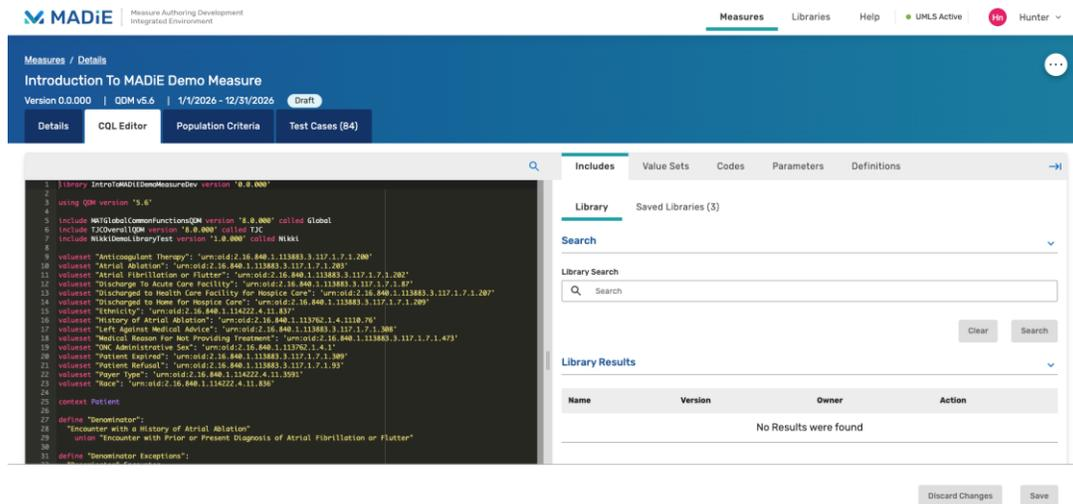 MADiE
Measure Authoring Development
Integrated Environment
Measures
Libraries
Help
UMLS Active
Hn
Hunter
Measures / Details
Introduction To MADiE Demo Measure
Version 0.0.000 | QDM v5.6 | 1/1/2026 - 12/31/2026 Draft
Details
CQL Editor
Population Criteria
Test Cases (84)
1 library IntroToMADiEDemoMeasureDev version '0.0.000'
2
3 using QDM version '5.6'
4
5 include MATGlobalCommonFunctionsQDM version '8.0.000' called Global
6 include TJCOverallQDM version '8.0.000' called TJC
7 include NikkiDemoLibraryTest version '1.0.000' called Nikki
8
9 valueset "Anticoagulant Therapy": 'urn:oid:2.16.840.1.113883.3.117.1.7.1.200'
10 valueset "Atrial Ablation": 'urn:oid:2.16.840.1.113883.3.117.1.7.1.203'
11 valueset "Atrial Fibrillation or Flutter": 'urn:oid:2.16.840.1.113883.3.117.1.7.1.202'
12 valueset "Discharge To Acute Care Facility": 'urn:oid:2.16.840.1.113883.3.117.1.7.1.87'
13 valueset "Discharged to Health Care Facility for Hospice Care": 'urn:oid:2.16.840.1.113883.3.117.1.7.1.207'
14 valueset "Discharged to Home for Hospice Care": 'urn:oid:2.16.840.1.113883.3.117.1.7.1.209'
15 valueset "Ethnicity": 'urn:oid:2.16.840.1.114222.4.11.837'
16 valueset "History of Atrial Ablation": 'urn:oid:2.16.840.1.113762.1.4.1110.76'
17 valueset "Left Against Medical Advice": 'urn:oid:2.16.840.1.113883.3.117.1.7.1.308'
18 valueset "Medical Reason For Not Providing Treatment": 'urn:oid:2.16.840.1.113883.3.117.1.7.1.473'
19 valueset "ONC Administrative Sex": 'urn:oid:2.16.840.1.113762.1.4.1'
20 valueset "Patient Expired": 'urn:oid:2.16.840.1.113883.3.117.1.7.1.309'
21 valueset "Patient Refusal": 'urn:oid:2.16.840.1.113883.3.117.1.7.1.93'
22 valueset "Payer Type": 'urn:oid:2.16.840.1.114222.4.11.3591'
23 valueset "Race": 'urn:oid:2.16.840.1.114222.4.11.836'
24
25 context Patient
26
27 define "Denominator":
28 "Encounter with a History of Atrial Ablation"
29 union "Encounter with Prior or Present Diagnosis of Atrial Fibrillation or Flutter"
30
31 define "Denominator Exceptions":
Includes
Value Sets
Codes
Parameters
Definitions
Library
Saved Libraries (3)
Search
Library Search
Search
Clear
Search
Library Results
Name
Version
Owner
Action
No Results were found
Discard Changes
Save